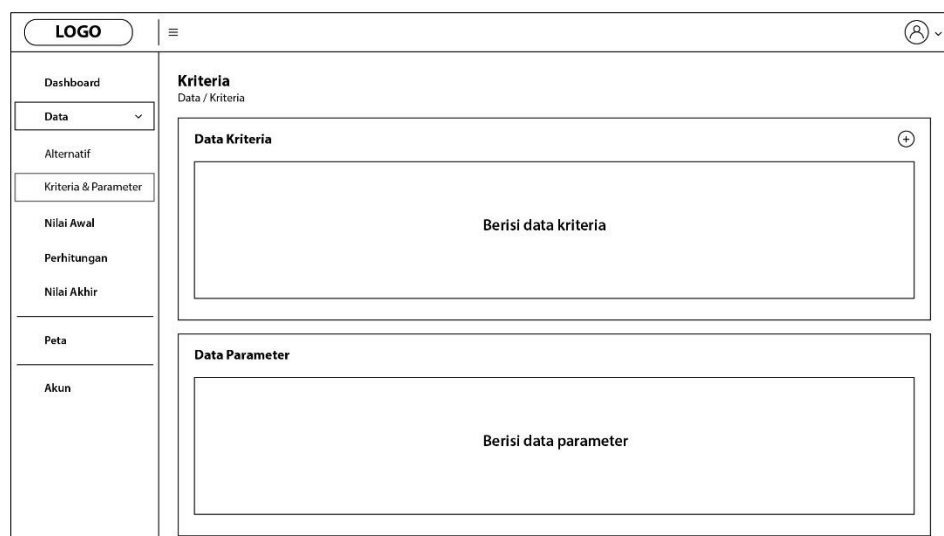 LOGO
Dashboard
Data
Alternatif
Kriteria & Parameter
Nilai Awal
Perhitungan
Nilai Akhir
Peta
Akun
Kriteria
Data / Kriteria
Data Kriteria
Berisi data kriteria
Data Parameter
Berisi data parameter